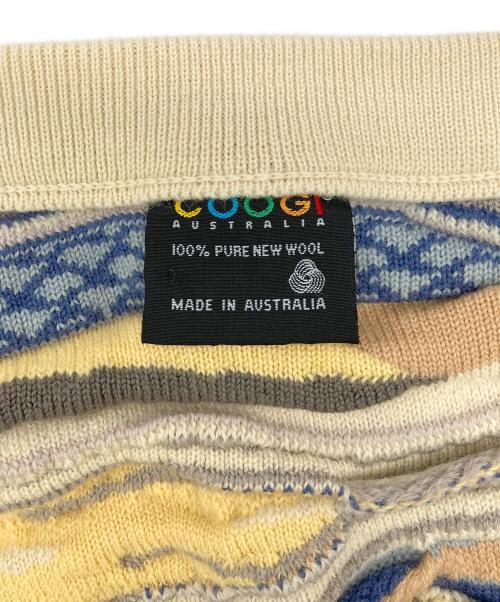 COOGI
AUSTRALIA
100% PURE NEW WOOL
MADE IN AUSTRALIA